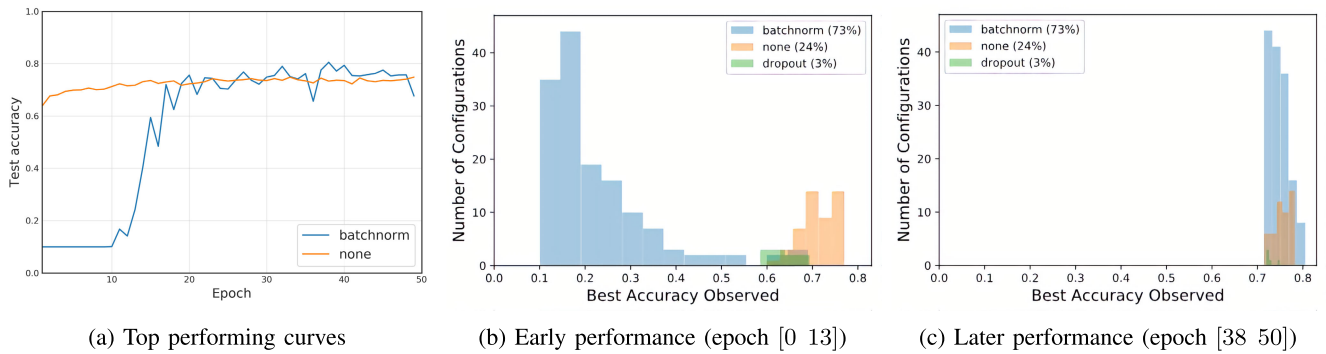 1.0
0.8
0.6
0.4
0.2
0.0
Test accuracy
10
20
30
40
50
Epoch
batchnorm
none
(a) Top performing curves
40
30
20
10
0
Number of Configurations
0.0
0.1
0.2
0.3
0.4
0.5
0.6
0.7
0.8
Best Accuracy Observed
batchnorm (73%)
none (24%)
dropout (3%)
(b) Early performance (epoch [0 13])
40
30
20
10
0
Number of Configurations
0.0
0.1
0.2
0.3
0.4
0.5
0.6
0.7
0.8
Best Accuracy Observed
batchnorm (73%)
none (24%)
dropout (3%)
(c) Later performance (epoch [38 50])